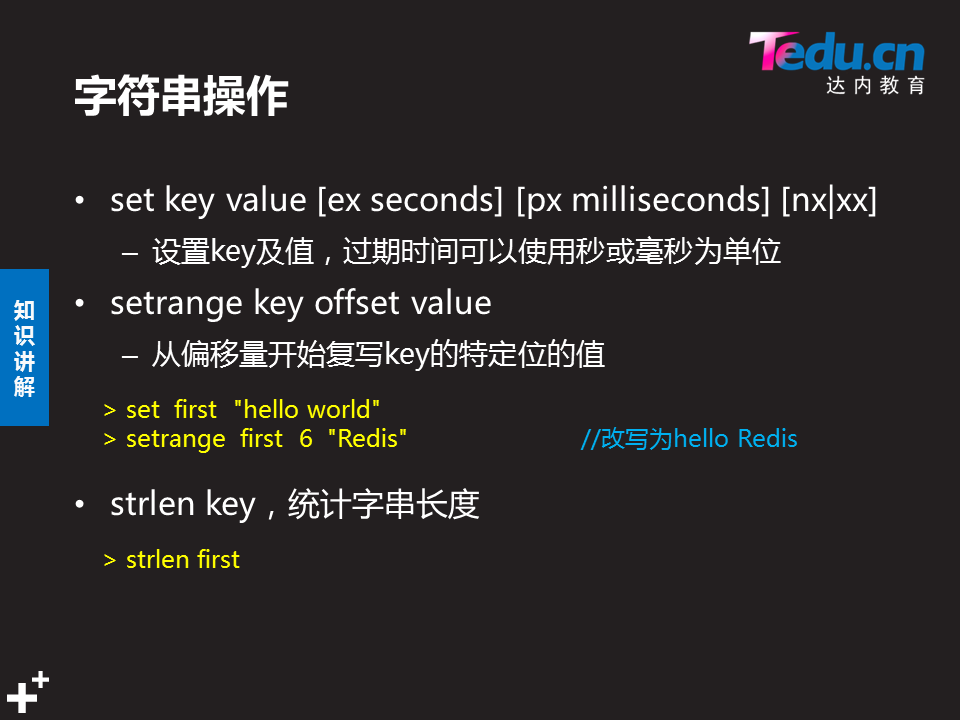 Tedu.cn
达内教育
字符串操作
• set key value [ex seconds] [px milliseconds] [nx|xx]
– 设置key及值，过期时间可以使用秒或毫秒为单位
• setrange key offset value
– 从偏移量开始复写key的特定位的值
知识讲解
> set first "hello world"
> setrange first 6 "Redis" //改写为hello Redis
• strlen key，统计字串长度
> strlen first